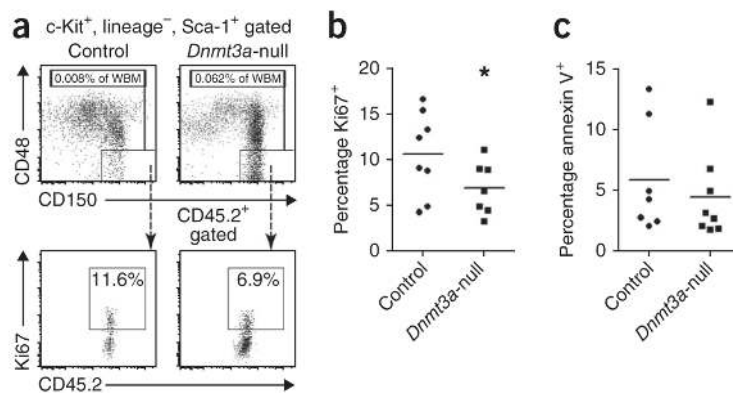 a
c-Kit⁺, lineage⁻, Sca-1⁺ gated
Control
Dnmt3a-null
0.008% of WBM
0.062% of WBM
CD48
CD150
CD45.2⁺
gated
11.6%
6.9%
Ki67
CD45.2
b
*
Percentage Ki67⁺
20
15
10
5
0
Control
Dnmt3a-null
c
Percentage annexin V⁺
15
10
5
0
Control
Dnmt3a-null